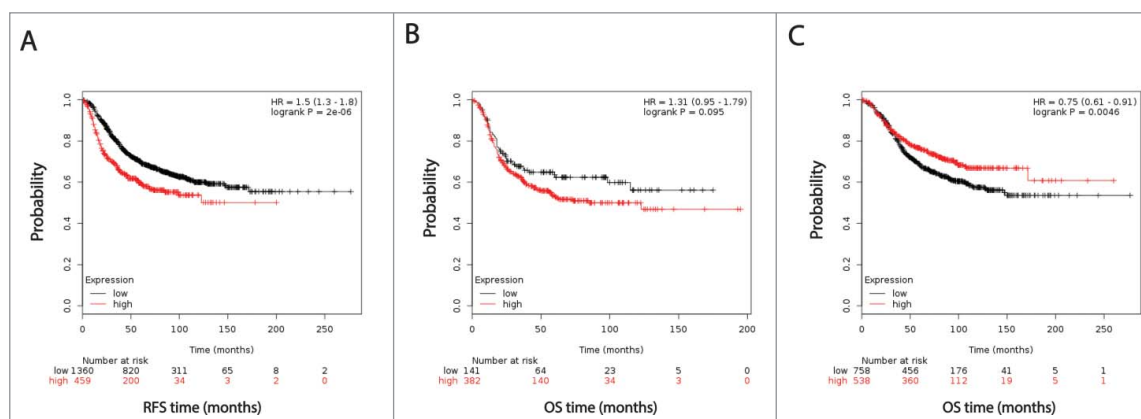 A
HR = 1.5 (1.3 - 1.8)
logrank P = 2e-06
Probability
1.0
0.8
0.6
0.4
0.2
0.0
Expression
low
high
0 50 100 150 200 250
Time (months)
Number at risk
low 1360 820 311 65 8 2
high 459 200 34 3 2 0
RFS time (months)
B
HR = 1.31 (0.95 - 1.79)
logrank P = 0.095
Probability
1.0
0.8
0.6
0.4
0.2
0.0
Expression
low
high
0 50 100 150 200
Time (months)
Number at risk
low 141 64 23 5 0
high 382 140 34 3 0
OS time (months)
C
HR = 0.75 (0.61 - 0.91)
logrank P = 0.0046
Probability
1.0
0.8
0.6
0.4
0.2
0.0
Expression
low
high
0 50 100 150 200 250
Time (months)
Number at risk
low 758 456 176 41 5 1
high 538 360 112 19 5 1
OS time (months)